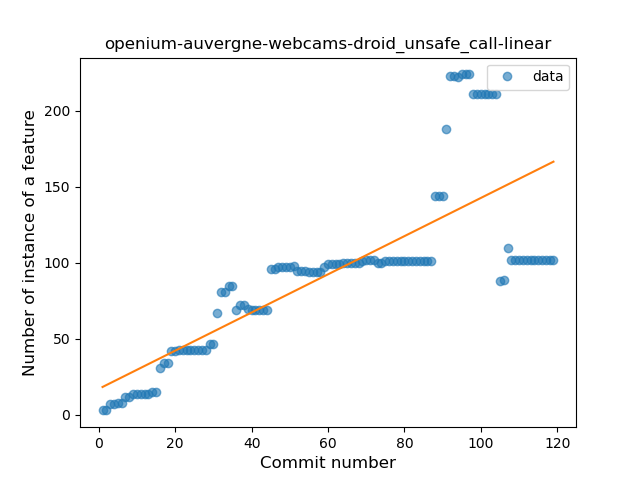 openium-auvergne-webcams-droid_unsafe_call-linear
data
Number of instance of a feature
200
150
100
50
0
0 20 40 60 80 100 120
Commit number